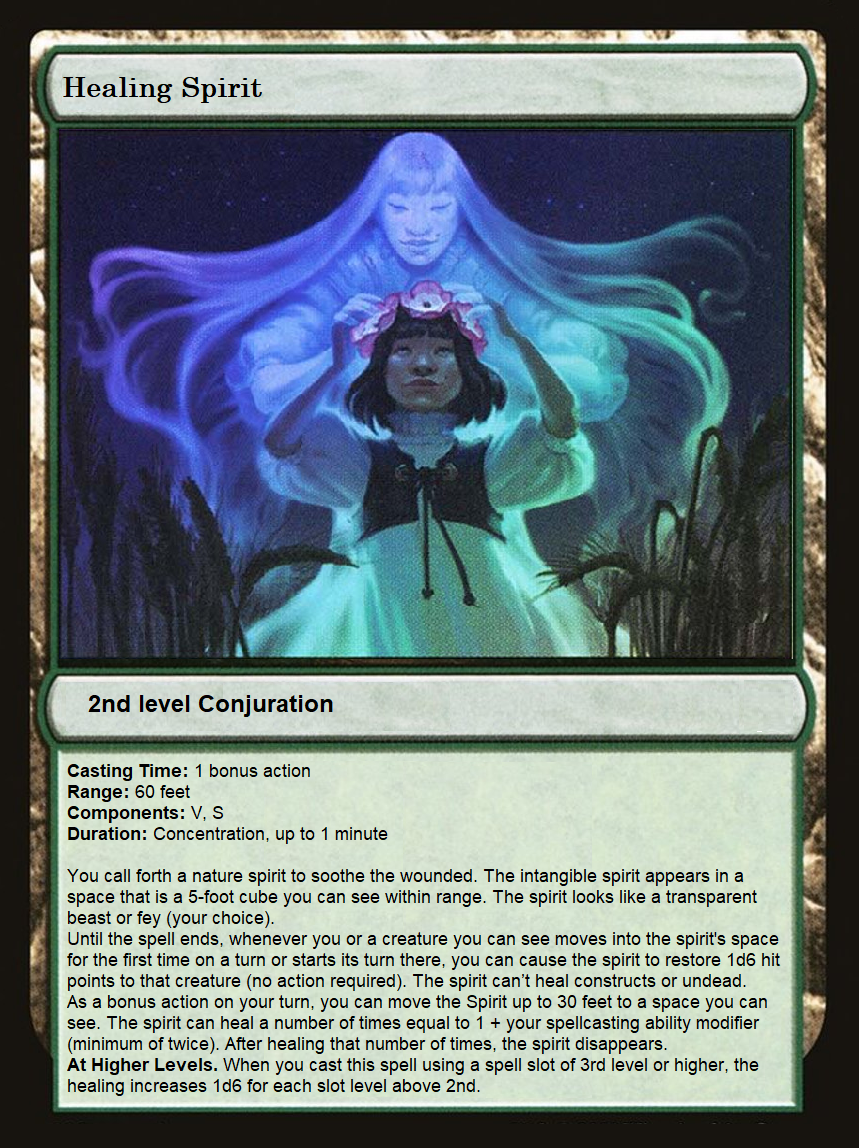 Healing Spirit
2nd level Conjuration
Casting Time: 1 bonus action
Range: 60 feet
Components: V, S
Duration: Concentration, up to 1 minute
You call forth a nature spirit to soothe the wounded. The intangible spirit appears in a
space that is a 5-foot cube you can see within range. The spirit looks like a transparent
beast or fey (your choice).
Until the spell ends, whenever you or a creature you can see moves into the spirit's space
for the first time on a turn or starts its turn there, you can cause the spirit to restore 1d6 hit
points to that creature (no action required). The spirit can’t heal constructs or undead.
As a bonus action on your turn, you can move the Spirit up to 30 feet to a space you can
see. The spirit can heal a number of times equal to 1 + your spellcasting ability modifier
(minimum of twice). After healing that number of times, the spirit disappears.
At Higher Levels. When you cast this spell using a spell slot of 3rd level or higher, the
healing increases 1d6 for each slot level above 2nd.